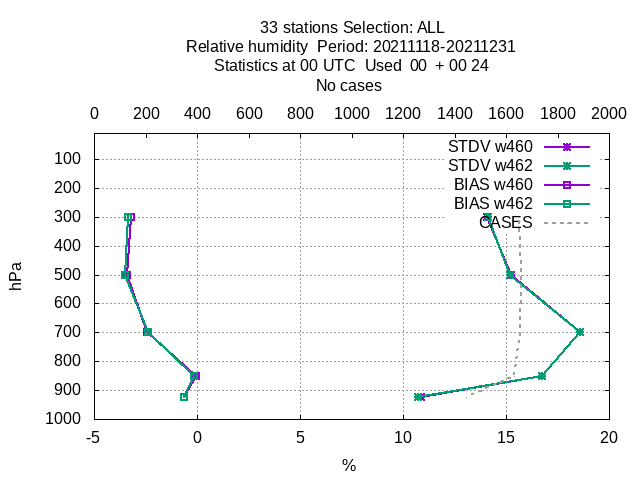 33 stations Selection: ALL
Relative humidity  Period: 20211118-20211231
Statistics at 00 UTC  Used  00  + 00 24
No cases
0 200 400 600 800 1000 1200 1400 1600 1800 2000
STDV w460
STDV w462
BIAS w460
BIAS w462
CASES
100
200
300
400
500
600
700
800
900
1000
hPa
-5 0 5 10 15 20
%